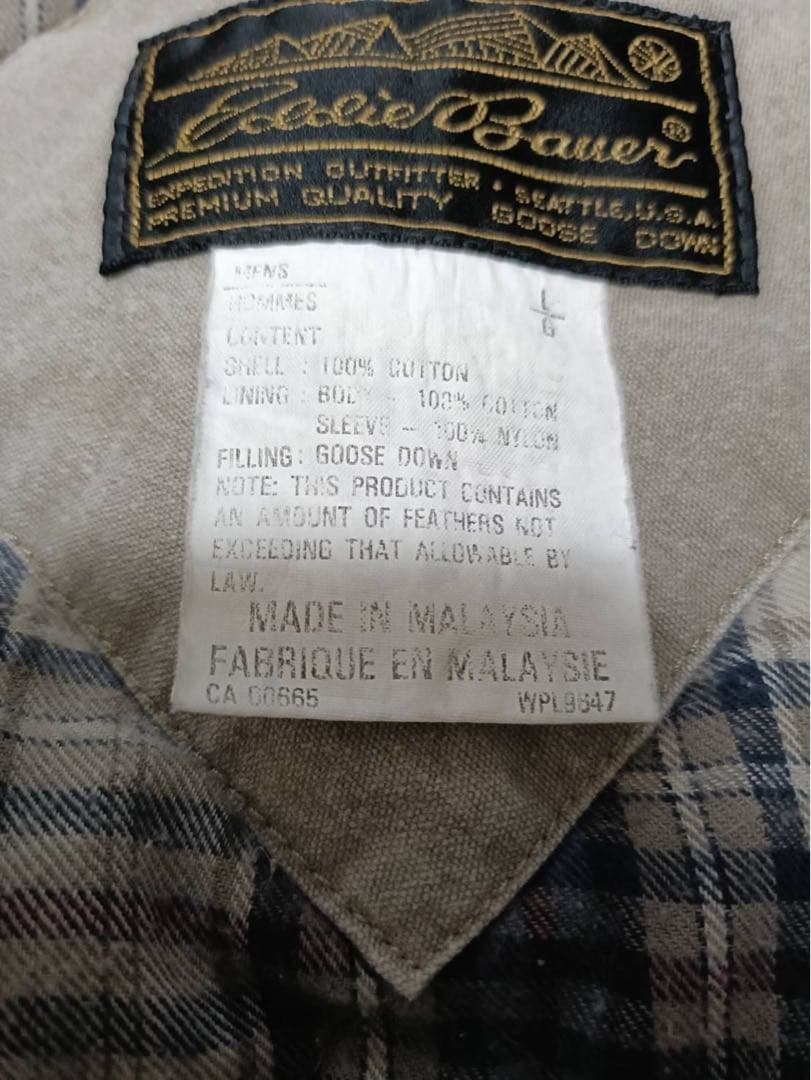 Eddie Bauer®
EXPEDITION OUTFITTER • SEATTLE, U.S.A.
PREMIUM QUALITY GOOSE DOWN
MENS
HOMMES
L
G
CONTENT
SHELL : 100% COTTON
LINING : BODY - 100% COTTON
SLEEVE - 100% NYLON
FILLING : GOOSE DOWN
NOTE: THIS PRODUCT CONTAINS
AN AMOUNT OF FEATHERS NOT
EXCEEDING THAT ALLOWABLE BY
LAW.
MADE IN MALAYSIA
FABRIQUE EN MALAYSIE
CA 00665
WPL9647